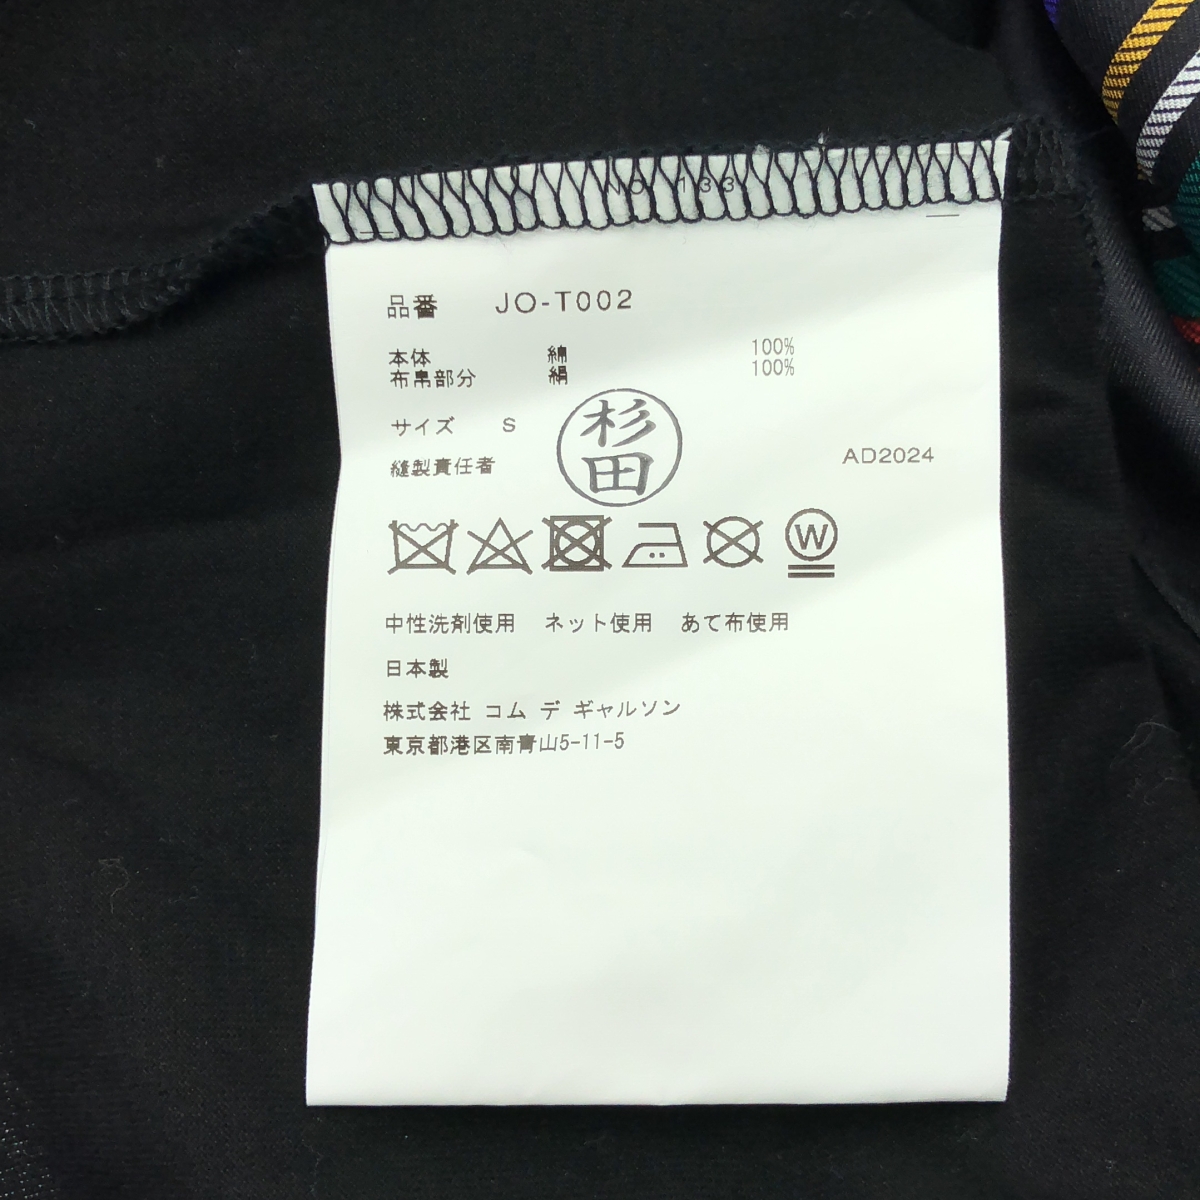 NO 133
品番 JO-T002
本体 綿 100%
布帛部分 絹 100%
サイズ S
縫製責任者 杉田 AD2024
W
中性洗剤使用 ネット使用 あて布使用
日本製
株式会社 コム デ ギャルソン
東京都港区南青山5-11-5